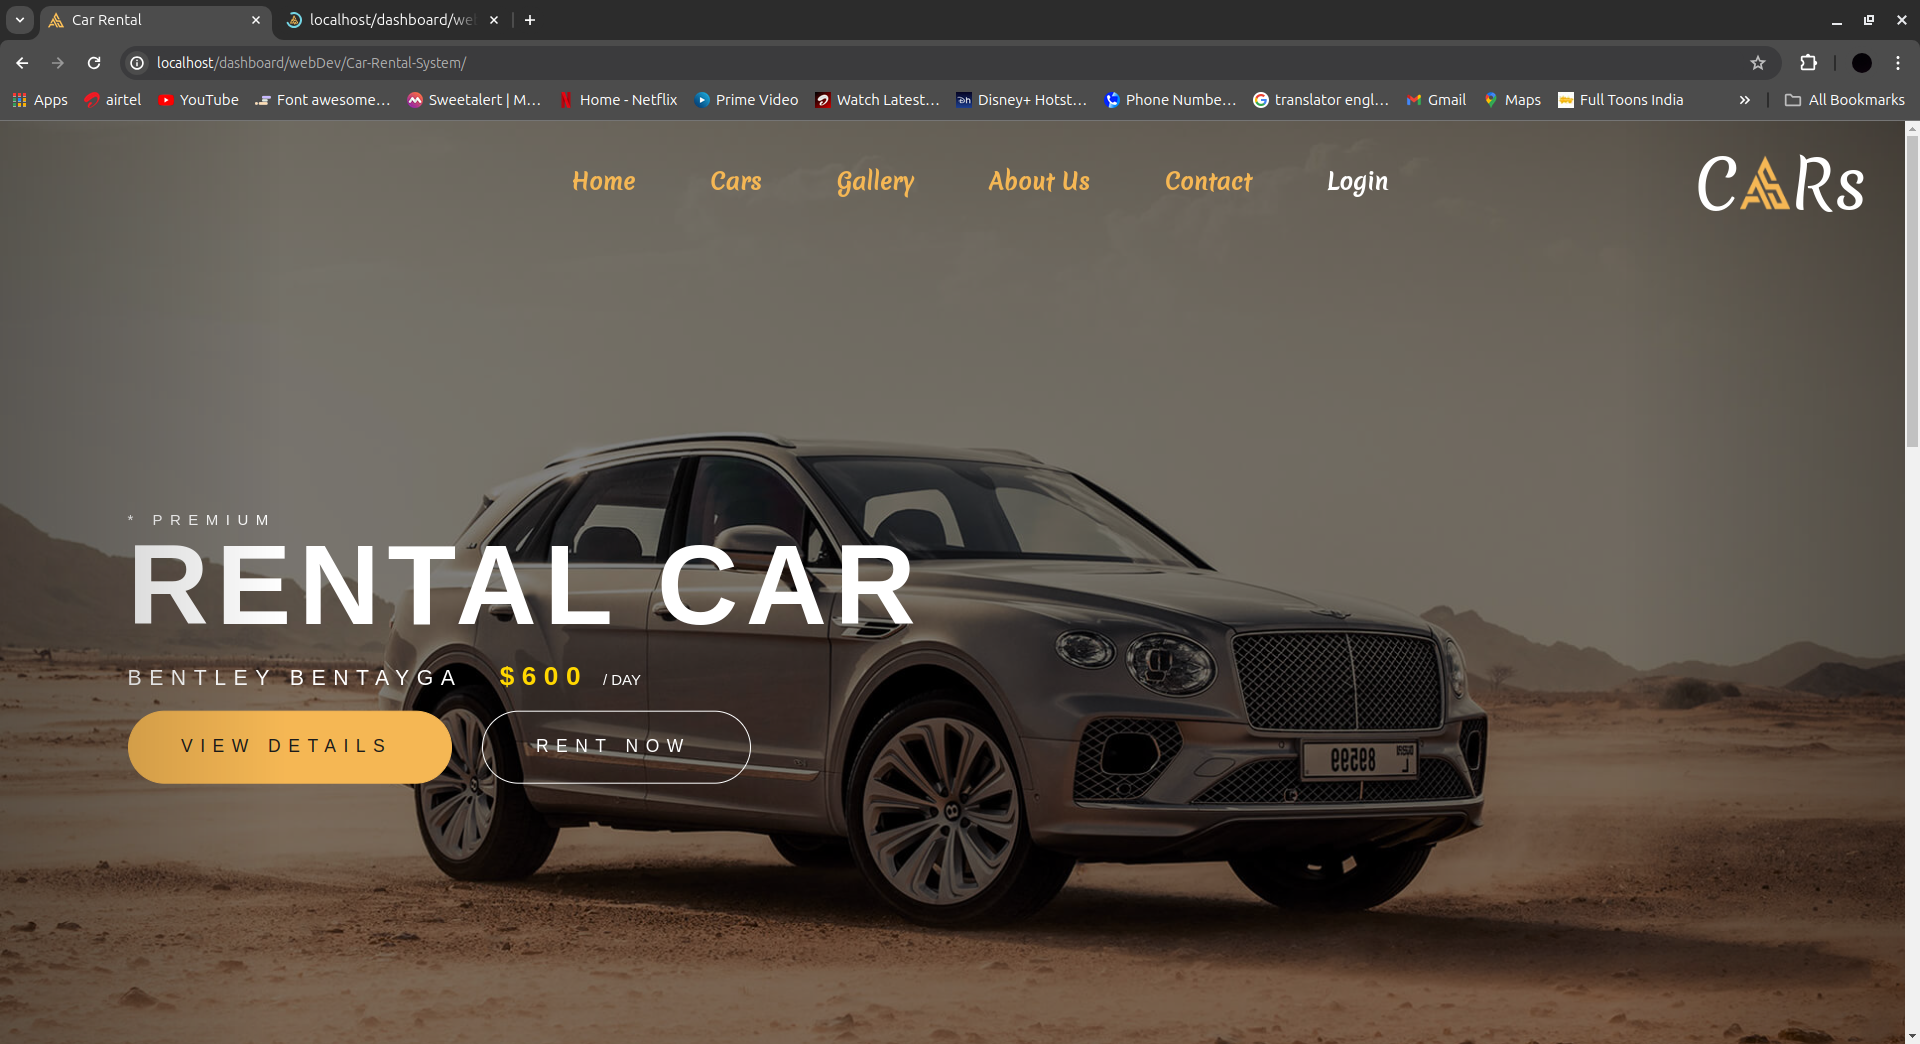 Car Rental
localhost/dashboard/we
localhost/dashboard/webDev/Car-Rental-System/
Apps airtel YouTube Font awesome… Sweetalert | M… Home - Netflix Prime Video Watch Latest… Disney+ Hotst… Phone Numbe… translator engl… Gmail Maps Full Toons India » All Bookmarks
Home Cars Gallery About Us Contact Login
CARs
* PREMIUM
RENTAL CAR
BENTLEY BENTAYGA $600 / DAY
VIEW DETAILS RENT NOW